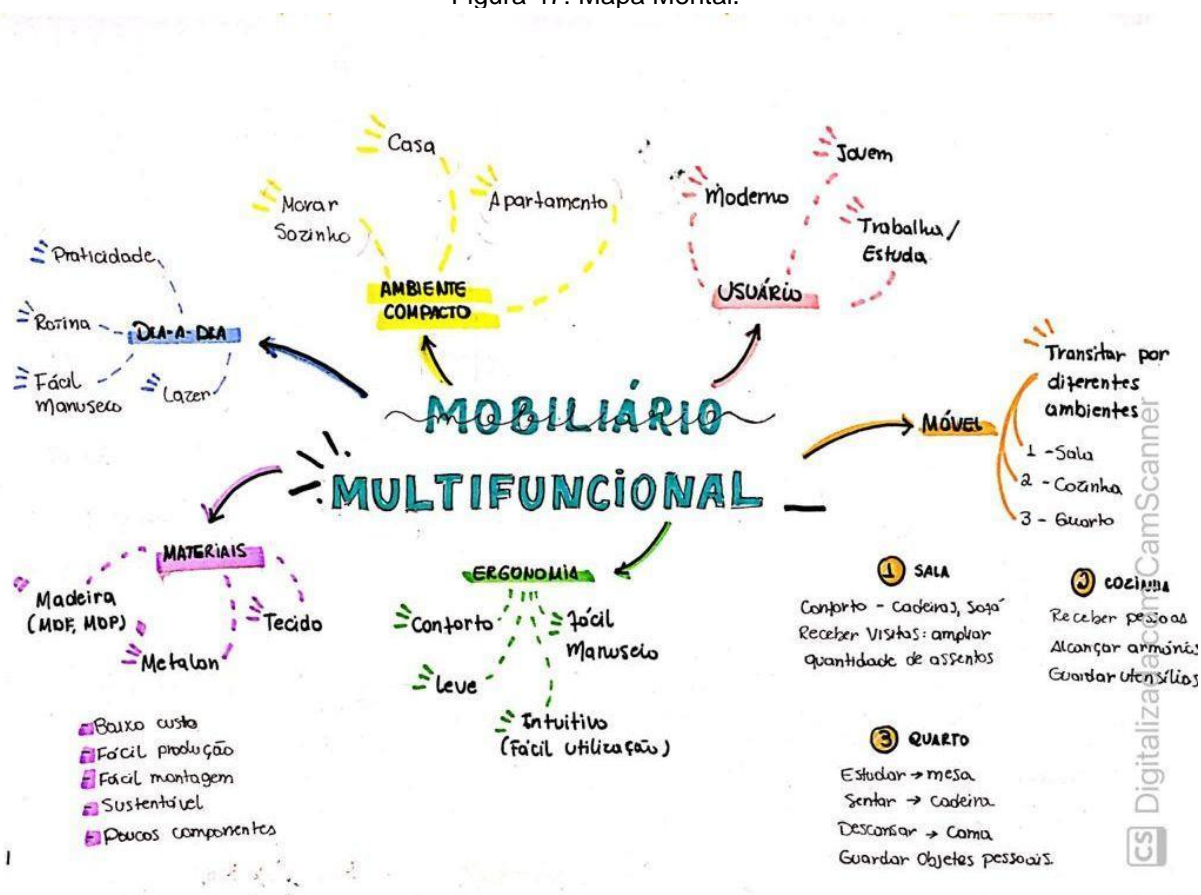 Figura 47: Mapa Mental.
MOBILIÁRIO
MULTIFUNCIONAL
DIA-A-DIA
Praticidade
Rotina
Fácil
Manuseio
Lazer
AMBIENTE
COMPACTO
Morar
Sozinho
Casa
Apartamento
USUÁRIO
Moderno
Jovem
Trabalha/
Estuda
MÓVEL
Transitar por
diferentes
ambientes
1 - Sala
2 - Cozinha
3 - Quarto
1 SALA
Conforto - Cadeiras, Sofá
Receber Visitas: ampliar
quantidade de assentos
2 COZINHA
Receber pessoas
Alcançar armários
Guardar utensílios
3 QUARTO
Estudar → mesa
Sentar → cadeira
Descansar → Cama
Guardar Objetos pessoais.
ERGONOMIA
Conforto
Leve
Fácil
Manuseio
Intuitivo
(Fácil utilização)
MATERIAIS
Madeira
(MDF, MDP)
Metalon
Tecido
- Baixo custo
- Fácil produção
- Fácil montagem
- Sustentável
- Poucos componentes
CS Digitalizada com CamScanner